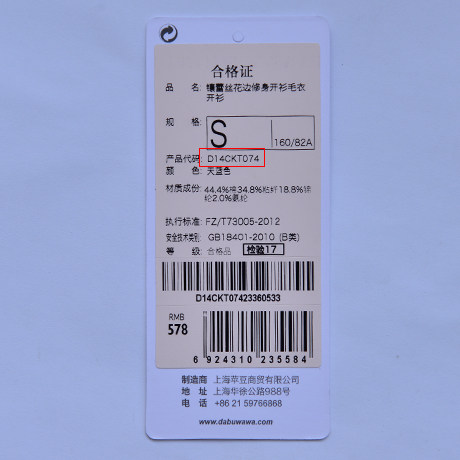 合格证
品 名: 镶蕾丝花边修身开衫毛衣
开衫
规 格: S 160/82A
产品代码: D14CKT074
颜 色: 天蓝色
材质成份: 44.4%棉34.8%粘纤18.8%锦
纶2.0%氨纶
执行标准: FZ/T73005-2012
安全技术类别: GB18401-2010 (B类)
等 级: 合格品 检验17
D14CKT07423360533
RMB
578
6 924310 235584
制造商 上海苹豆商贸有限公司
地 址 上海华徐公路988号
电 话 +86 21 59766868
www.dabuwawa.com